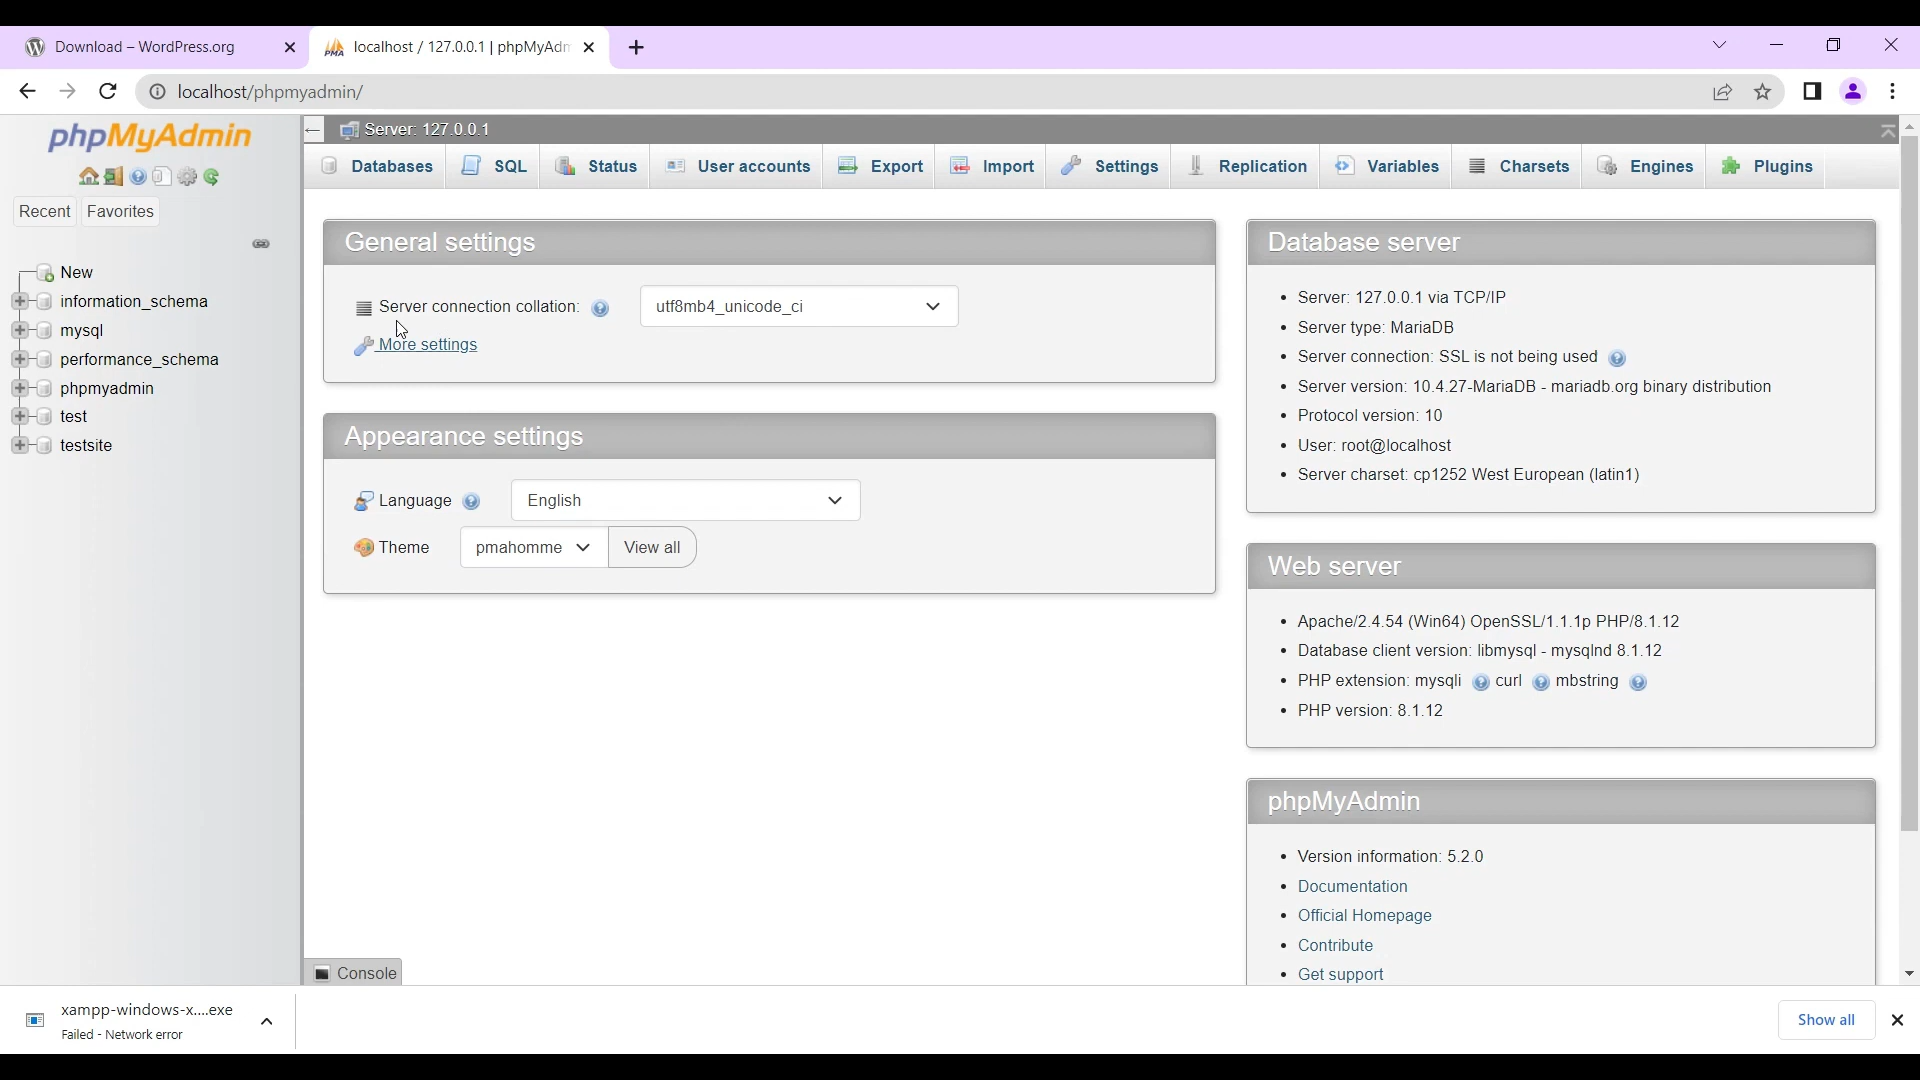 Download – WordPress.org
localhost / 127.0.0.1 | phpMyAdm
localhost/phpmyadmin/
phpMyAdmin
Recent Favorites
New
information_schema
mysql
performance_schema
phpmyadmin
test
testsite
Server: 127.0.0.1
Databases SQL Status User accounts Export Import Settings Replication Variables Charsets Engines Plugins
General settings
Server connection collation: utf8mb4_unicode_ci
More settings
Appearance settings
Language English
Theme pmahomme View all
Database server
• Server: 127.0.0.1 via TCP/IP
• Server type: MariaDB
• Server connection: SSL is not being used
• Server version: 10.4.27-MariaDB - mariadb.org binary distribution
• Protocol version: 10
• User: root@localhost
• Server charset: cp1252 West European (latin1)
Web server
• Apache/2.4.54 (Win64) OpenSSL/1.1.1p PHP/8.1.12
• Database client version: libmysql - mysqlnd 8.1.12
• PHP extension: mysqli curl mbstring
• PHP version: 8.1.12
phpMyAdmin
• Version information: 5.2.0
• Documentation
• Official Homepage
• Contribute
• Get support
Console
xampp-windows-x....exe
Failed - Network error
Show all